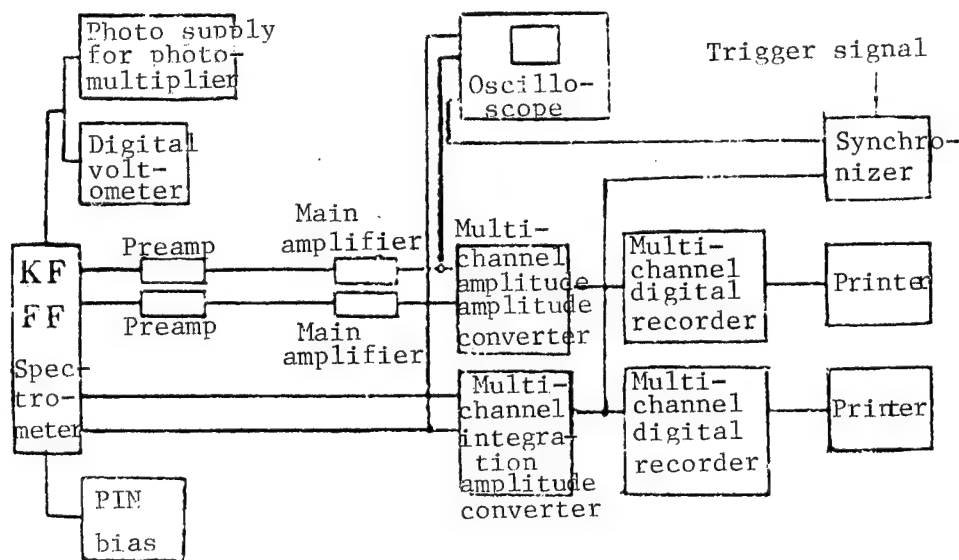 Photo supply
for photo-
multiplier
Digital
volt-
ometer
Oscillo-
scope
Trigger signal
Synchro-
nizer
KF
FF
Spec-
tro-
meter
Preamp
Preamp
Main
amplifier
Main
amplifier
Multi-
channel
amplitude
amplitude
converter
Multi-
channel
digital
recorder
Printer
Multi-
channel
integra-
tion
amplitude
converter
Multi-
channel
digital
recorder
Printer
PIN
bias